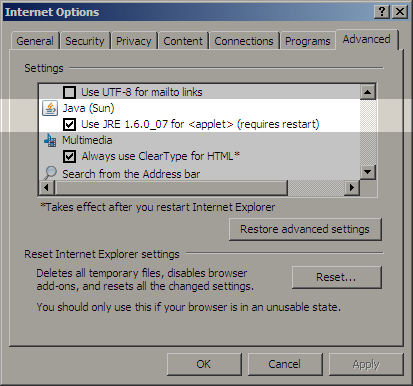 Internet Options
General Security Privacy Content Connections Programs Advanced
Settings
Use UTF-8 for mailto links
Java (Sun)
Use JRE 1.6.0_07 for <applet> (requires restart)
Multimedia
Always use ClearType for HTML*
Search from the Address bar
*Takes effect after you restart Internet Explorer
Restore advanced settings
Reset Internet Explorer settings
Deletes all temporary files, disables browser
add-ons, and resets all the changed settings.
Reset...
You should only use this if your browser is in an unusable state.
OK Cancel Apply